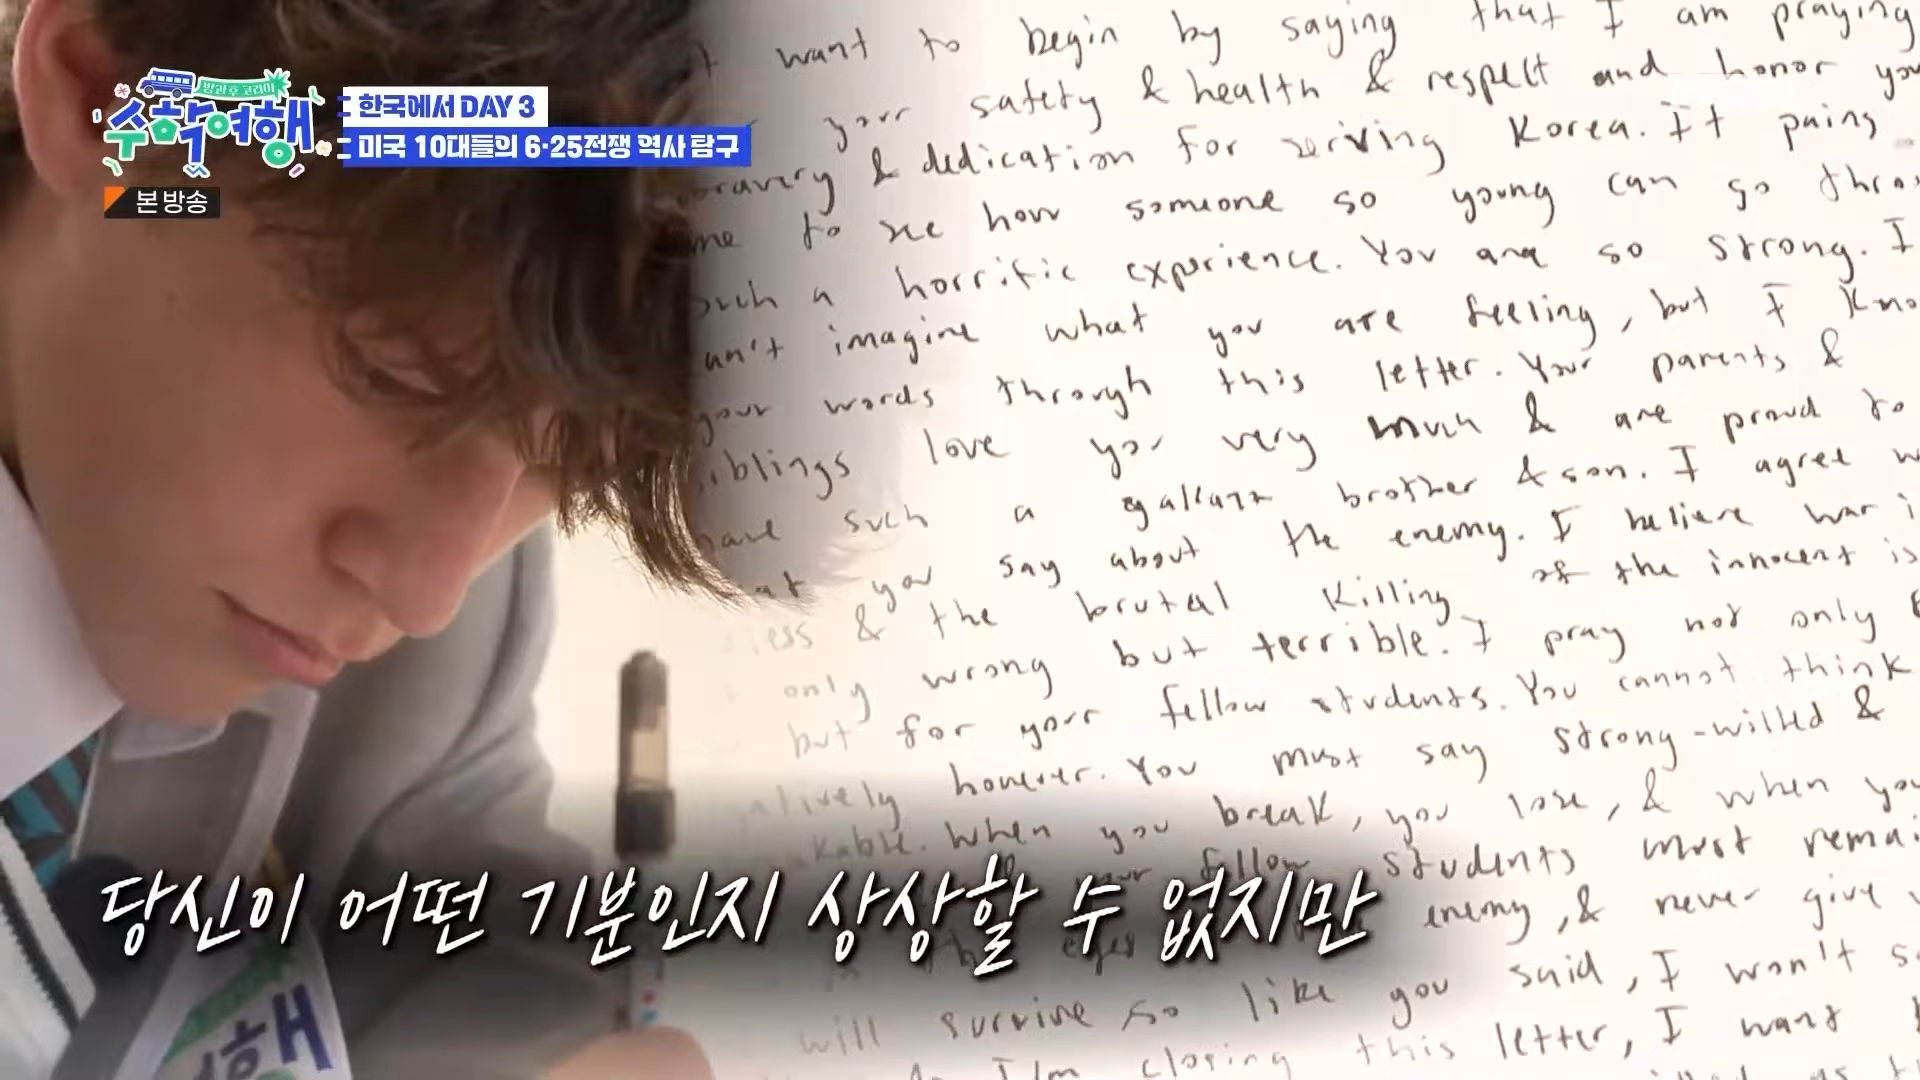 방과후 코리아
수학여행
한국에서 DAY 3
미국 10대들의 6·25전쟁 역사 탐구
본 방송
want to begin by saying that I am praying
your safety & health & respect and honor
bravery & dedication for serving Korea. It pains
me to see how someone so young can go
such a horrific experience. You are so strong. I
can't imagine what you are feeling, but I
your words through this letter. Your parents &
siblings love you very much & are proud to
have such a gallant brother & son. I agree
you say about the enemy. I believe war
& the brutal killing of the innocent is
only wrong but terrible. I pray not only
but for your fellow students. You cannot think
however. You must say strong-willed &
When you break, you lose, & when
your fellow students must
eyes enemy, & never give
will survive so like you said, I won't
I'm closing this letter, I want
당신이 어떤 기분인지 상상할 수 없지만
여행